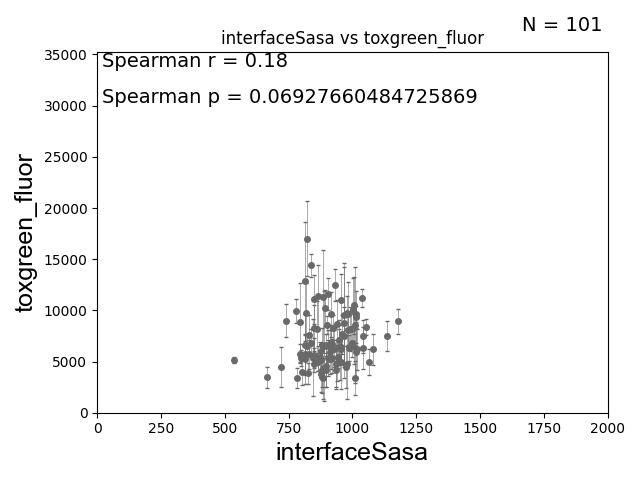 N = 101
interfaceSasa vs toxgreen_fluor
Spearman r = 0.18
Spearman p = 0.06927660484725869
35000
30000
25000
20000
15000
10000
5000
0
toxgreen_fluor
0 250 500 750 1000 1250 1500 1750 2000
interfaceSasa